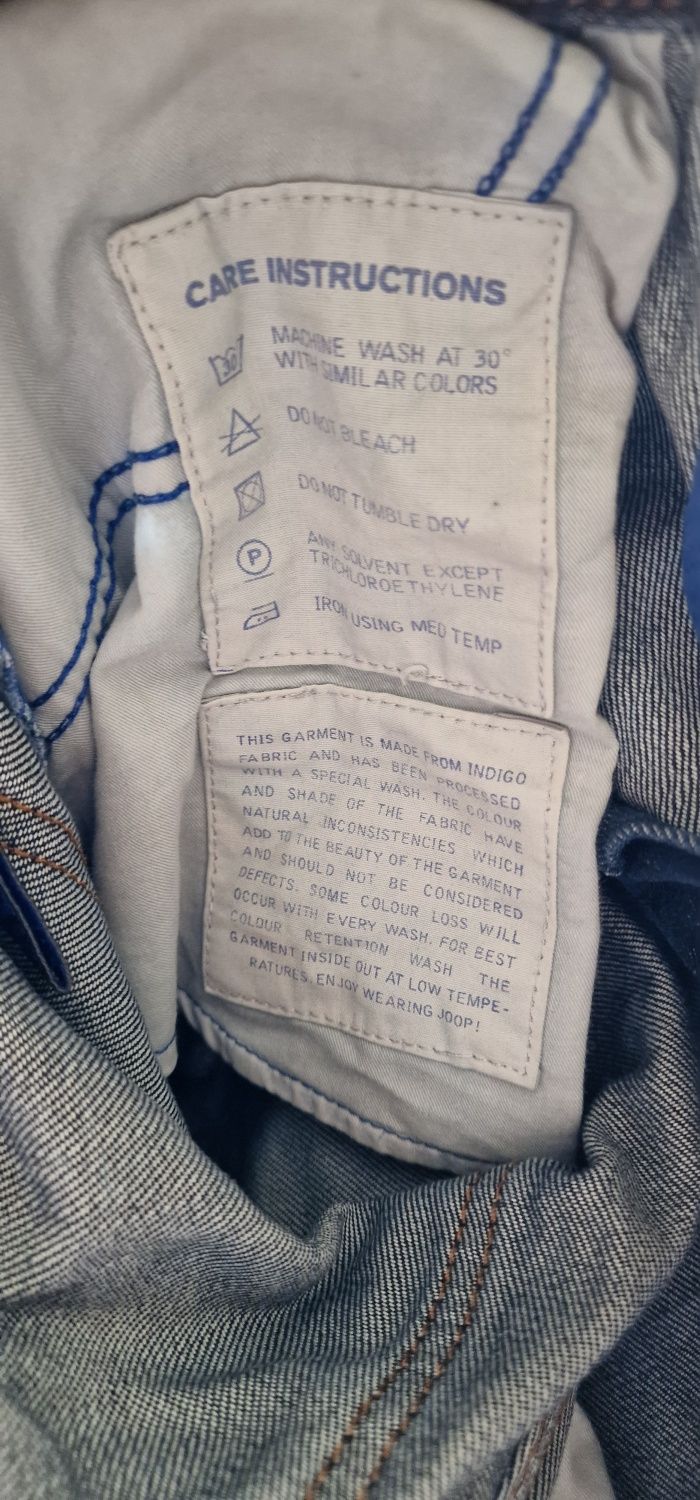 CARE INSTRUCTIONS
30
MACHINE WASH AT 30°
WITH SIMILAR COLORS
DO NOT BLEACH
DO NOT TUMBLE DRY
P
ANY SOLVENT EXCEPT
TRICHLOROETHYLENE
IRON USING MED TEMP
THIS GARMENT IS MADE FROM INDIGO
FABRIC AND HAS BEEN PROCESSED
WITH A SPECIAL WASH. THE COLOUR
AND SHADE OF THE FABRIC HAVE
NATURAL INCONSISTENCIES WHICH
ADD TO THE BEAUTY OF THE GARMENT
AND SHOULD NOT BE CONSIDERED
DEFECTS. SOME COLOUR LOSS WILL
OCCUR WITH EVERY WASH. FOR BEST
COLOUR RETENTION WASH THE
GARMENT INSIDE OUT AT LOW TEMPE-
RATURES. ENJOY WEARING JOOP!